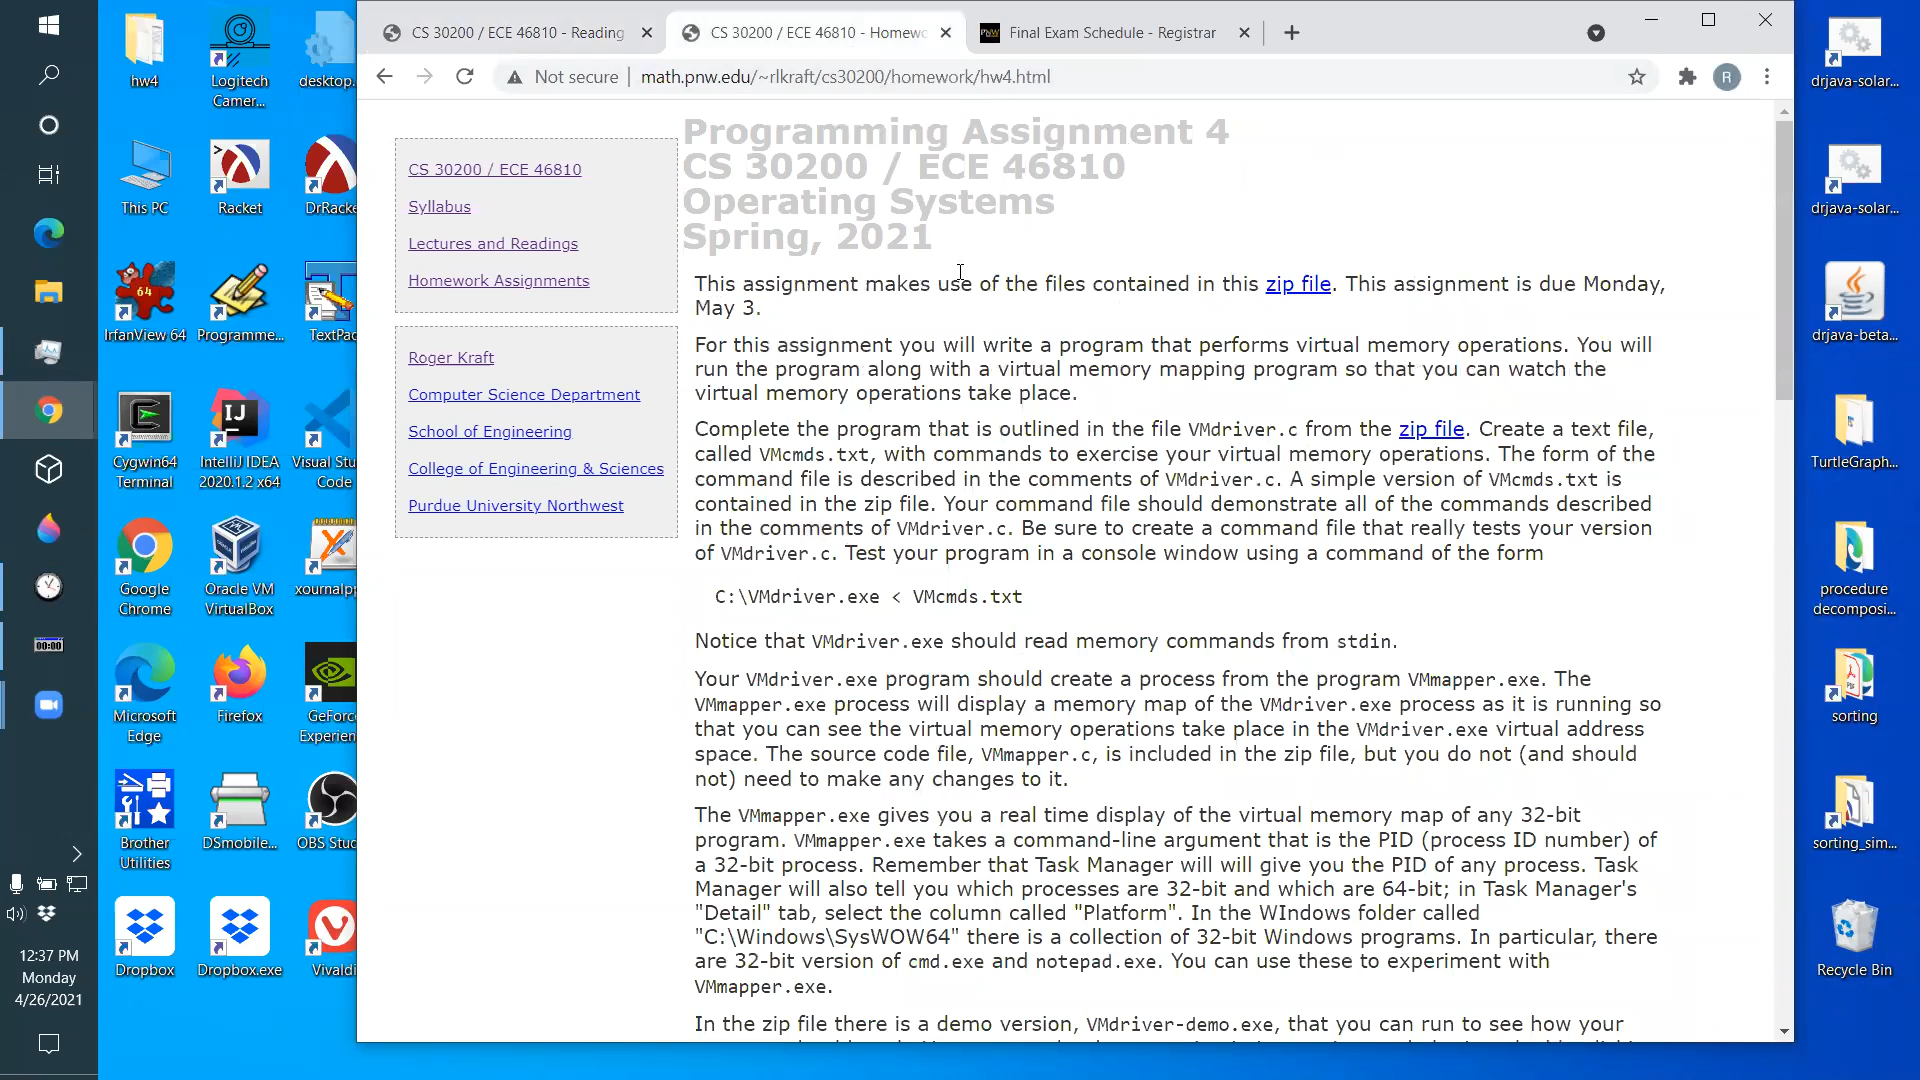 CS 30200 / ECE 46810 - Reading
CS 30200 / ECE 46810 - Homewo
Final Exam Schedule - Registrar
Not secure
math.pnw.edu/~rlkraft/cs30200/homework/hw4.html
R
CS 30200 / ECE 46810
Syllabus
Lectures and Readings
Homework Assignments
Roger Kraft
Computer Science Department
School of Engineering
College of Engineering & Sciences
Purdue University Northwest
Programming Assignment 4
CS 30200 / ECE 46810
Operating Systems
Spring, 2021
This assignment makes use of the files contained in this zip file. This assignment is due Monday,
May 3.
For this assignment you will write a program that performs virtual memory operations. You will
run the program along with a virtual memory mapping program so that you can watch the
virtual memory operations take place.
Complete the program that is outlined in the file VMdriver.c from the zip file. Create a text file,
called VMcmds.txt, with commands to exercise your virtual memory operations. The form of the
command file is described in the comments of VMdriver.c. A simple version of VMcmds.txt is
contained in the zip file. Your command file should demonstrate all of the commands described
in the comments of VMdriver.c. Be sure to create a command file that really tests your version
of VMdriver.c. Test your program in a console window using a command of the form
C:\VMdriver.exe < VMcmds.txt
Notice that VMdriver.exe should read memory commands from stdin.
Your VMdriver.exe program should create a process from the program VMmapper.exe. The
VMmapper.exe process will display a memory map of the VMdriver.exe process as it is running so
that you can see the virtual memory operations take place in the VMdriver.exe virtual address
space. The source code file, VMmapper.c, is included in the zip file, but you do not (and should
not) need to make any changes to it.
The VMmapper.exe gives you a real time display of the virtual memory map of any 32-bit
program. VMmapper.exe takes a command-line argument that is the PID (process ID number) of
a 32-bit process. Remember that Task Manager will will give you the PID of any process. Task
Manager will also tell you which processes are 32-bit and which are 64-bit; in Task Manager's
"Detail" tab, select the column called "Platform". In the WIndows folder called
"C:\Windows\SysWOW64" there is a collection of 32-bit Windows programs. In particular, there
are 32-bit version of cmd.exe and notepad.exe. You can use these to experiment with
VMmapper.exe.
In the zip file there is a demo version, VMdriver-demo.exe, that you can run to see how your
hw4
Logitech
Camer...
desktop.
This PC
Racket
DrRacke
64
IrfanView 64
Programme...
TextPad
IJ
Cygwin64
Terminal
IntelliJ IDEA
2020.1.2 x64
Visual Stu
Code
Google
Chrome
Oracle VM
VirtualBox
xournalpp
Microsoft
Edge
Firefox
GeForce
Experien
Brother
Utilities
DSmobile...
OBS Stud
Dropbox
Dropbox.exe
Vivaldi
drjava-solar...
drjava-solar...
drjava-beta...
TurtleGraph...
procedure
decomposi...
PDF
sorting
sorting_sim...
Recycle Bin
00:00
12:37 PM
Monday
4/26/2021